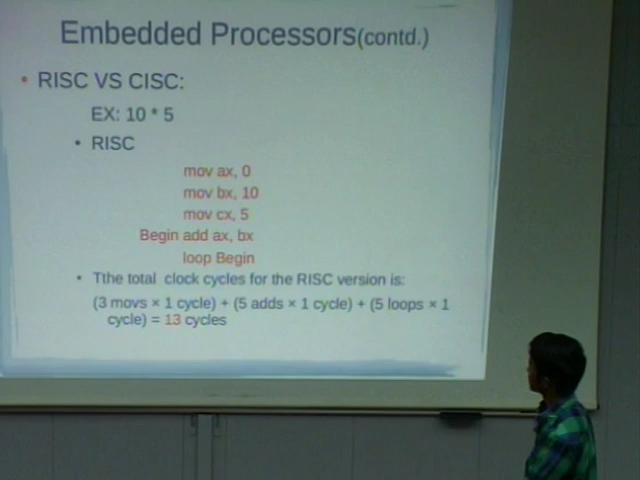 Embedded Processors(contd.)
• RISC VS CISC:
EX: 10 * 5
• RISC
mov ax, 0
mov bx, 10
mov cx, 5
Begin add ax, bx
loop Begin
• Tthe total clock cycles for the RISC version is:
(3 movs × 1 cycle) + (5 adds × 1 cycle) + (5 loops × 1
cycle) = 13 cycles